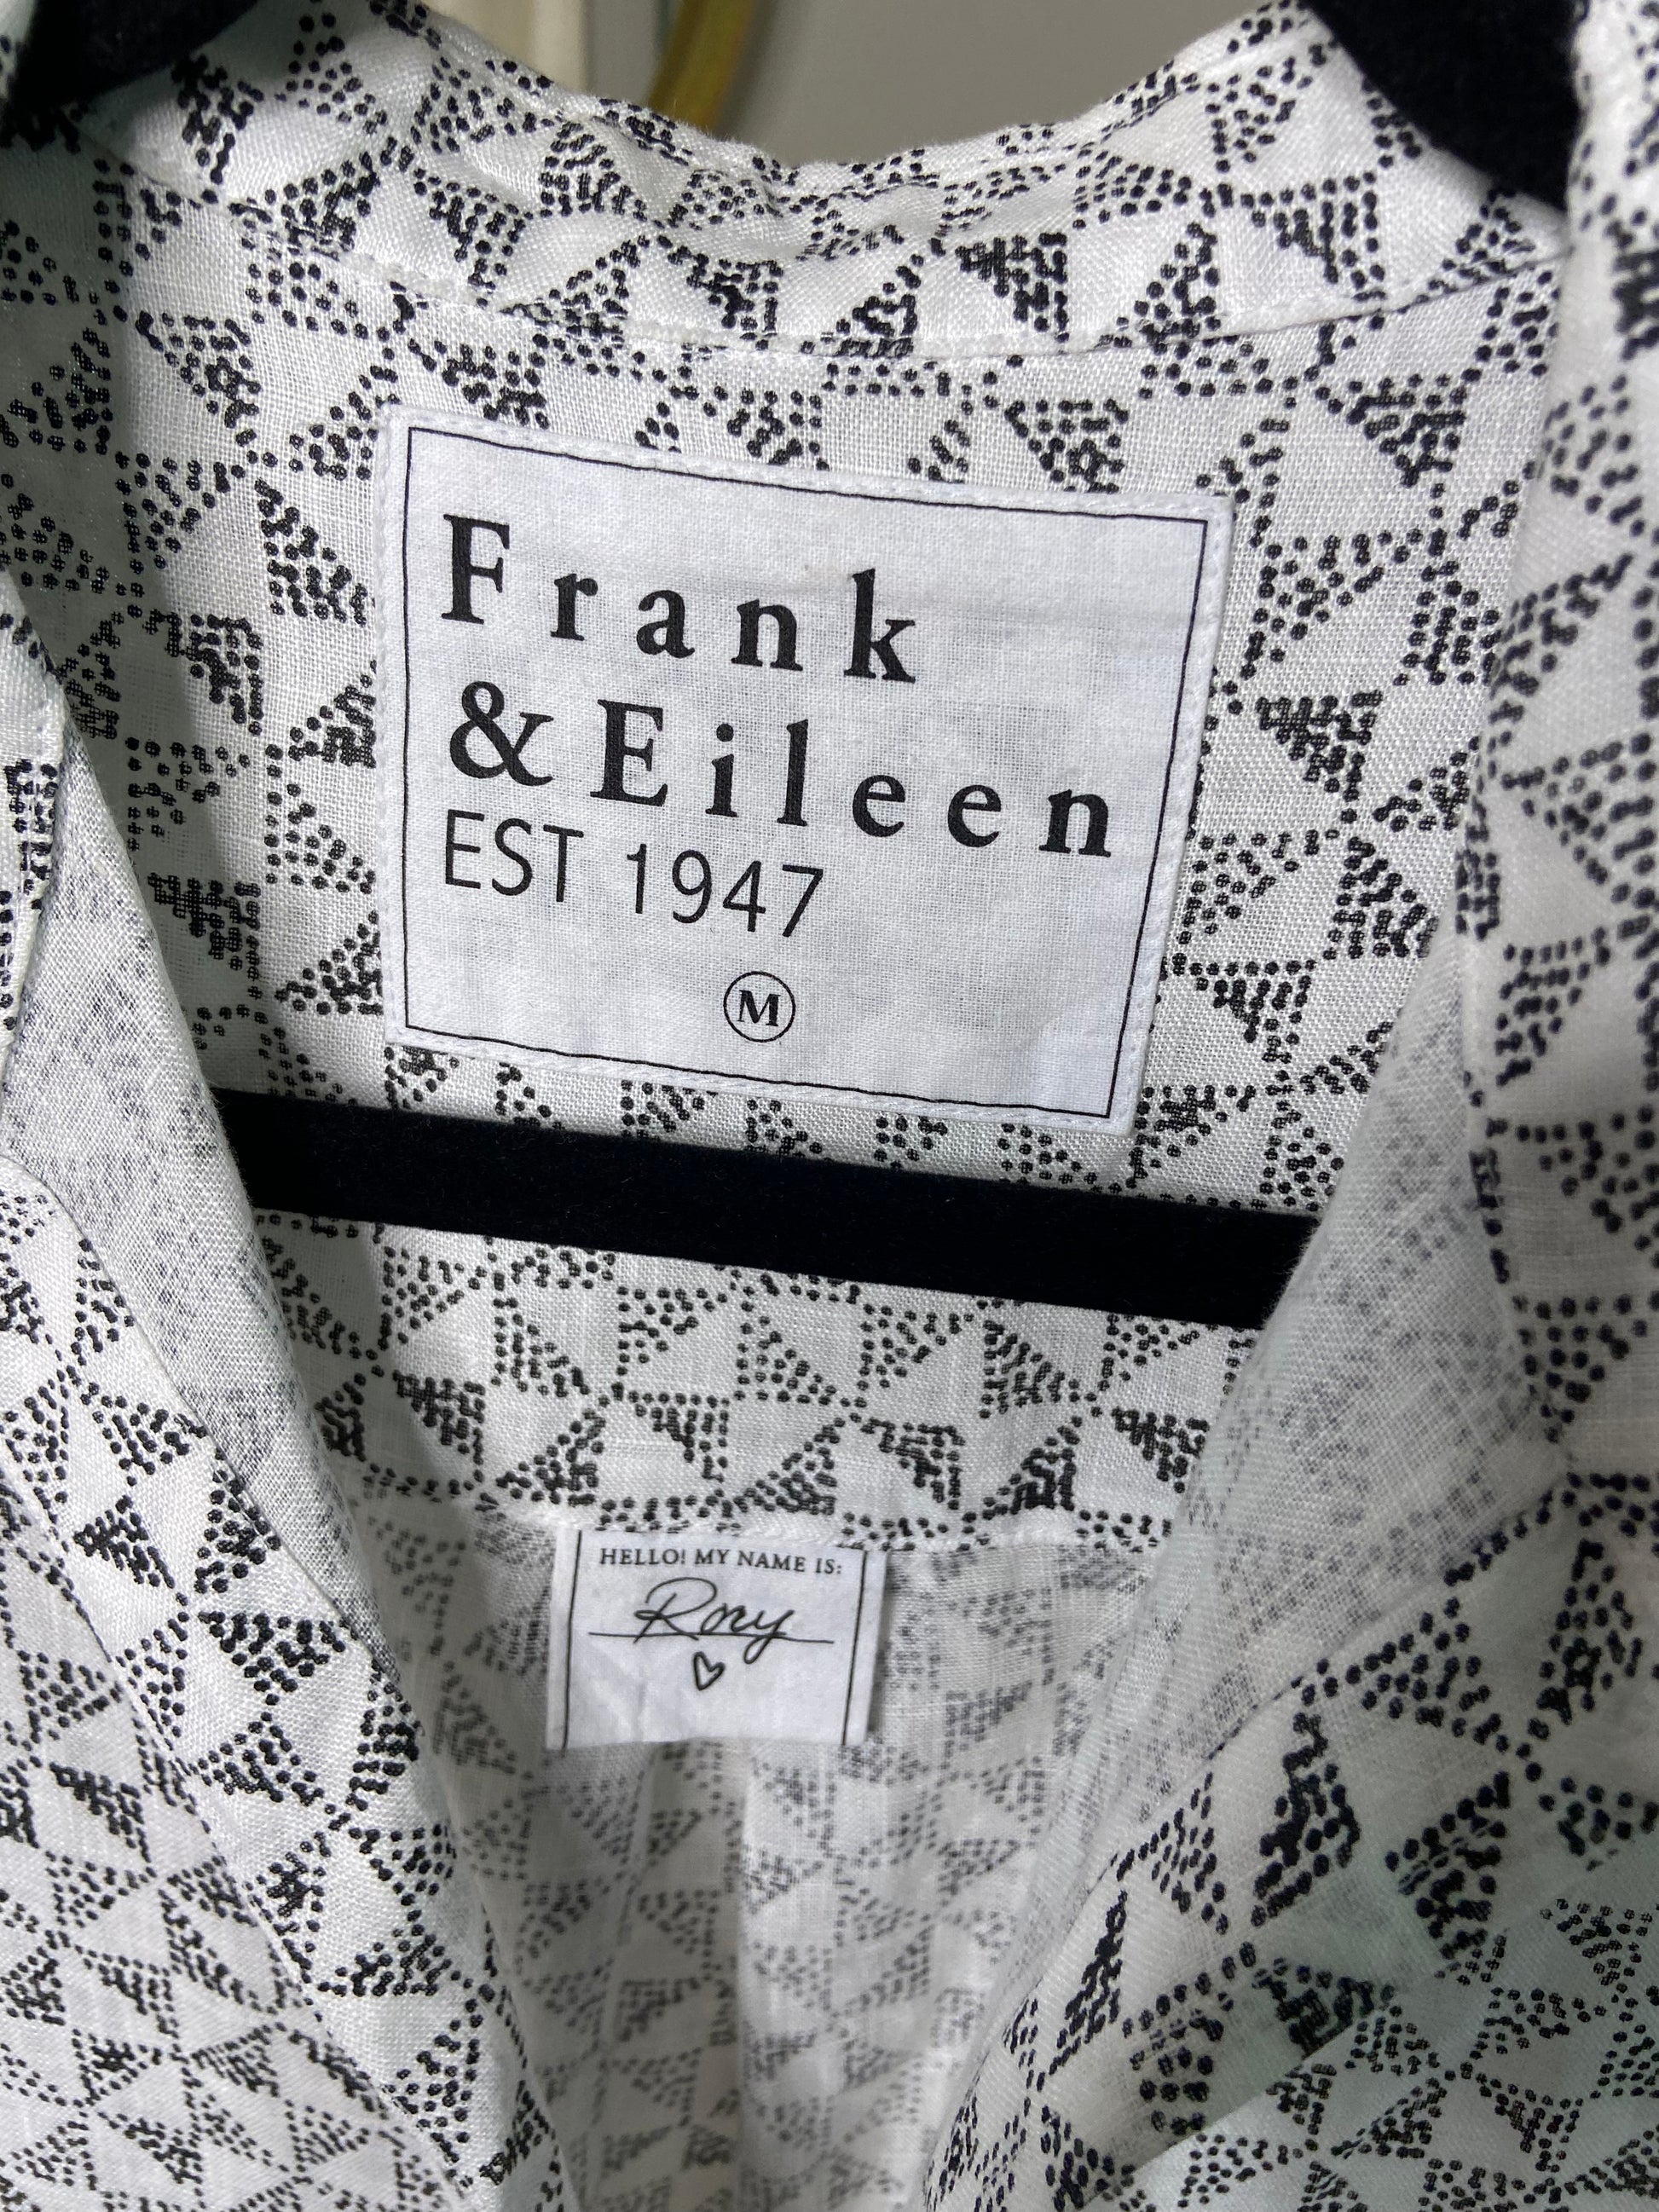 Frank
& Eileen
EST 1947
M
HELLO! MY NAME IS:
Rory